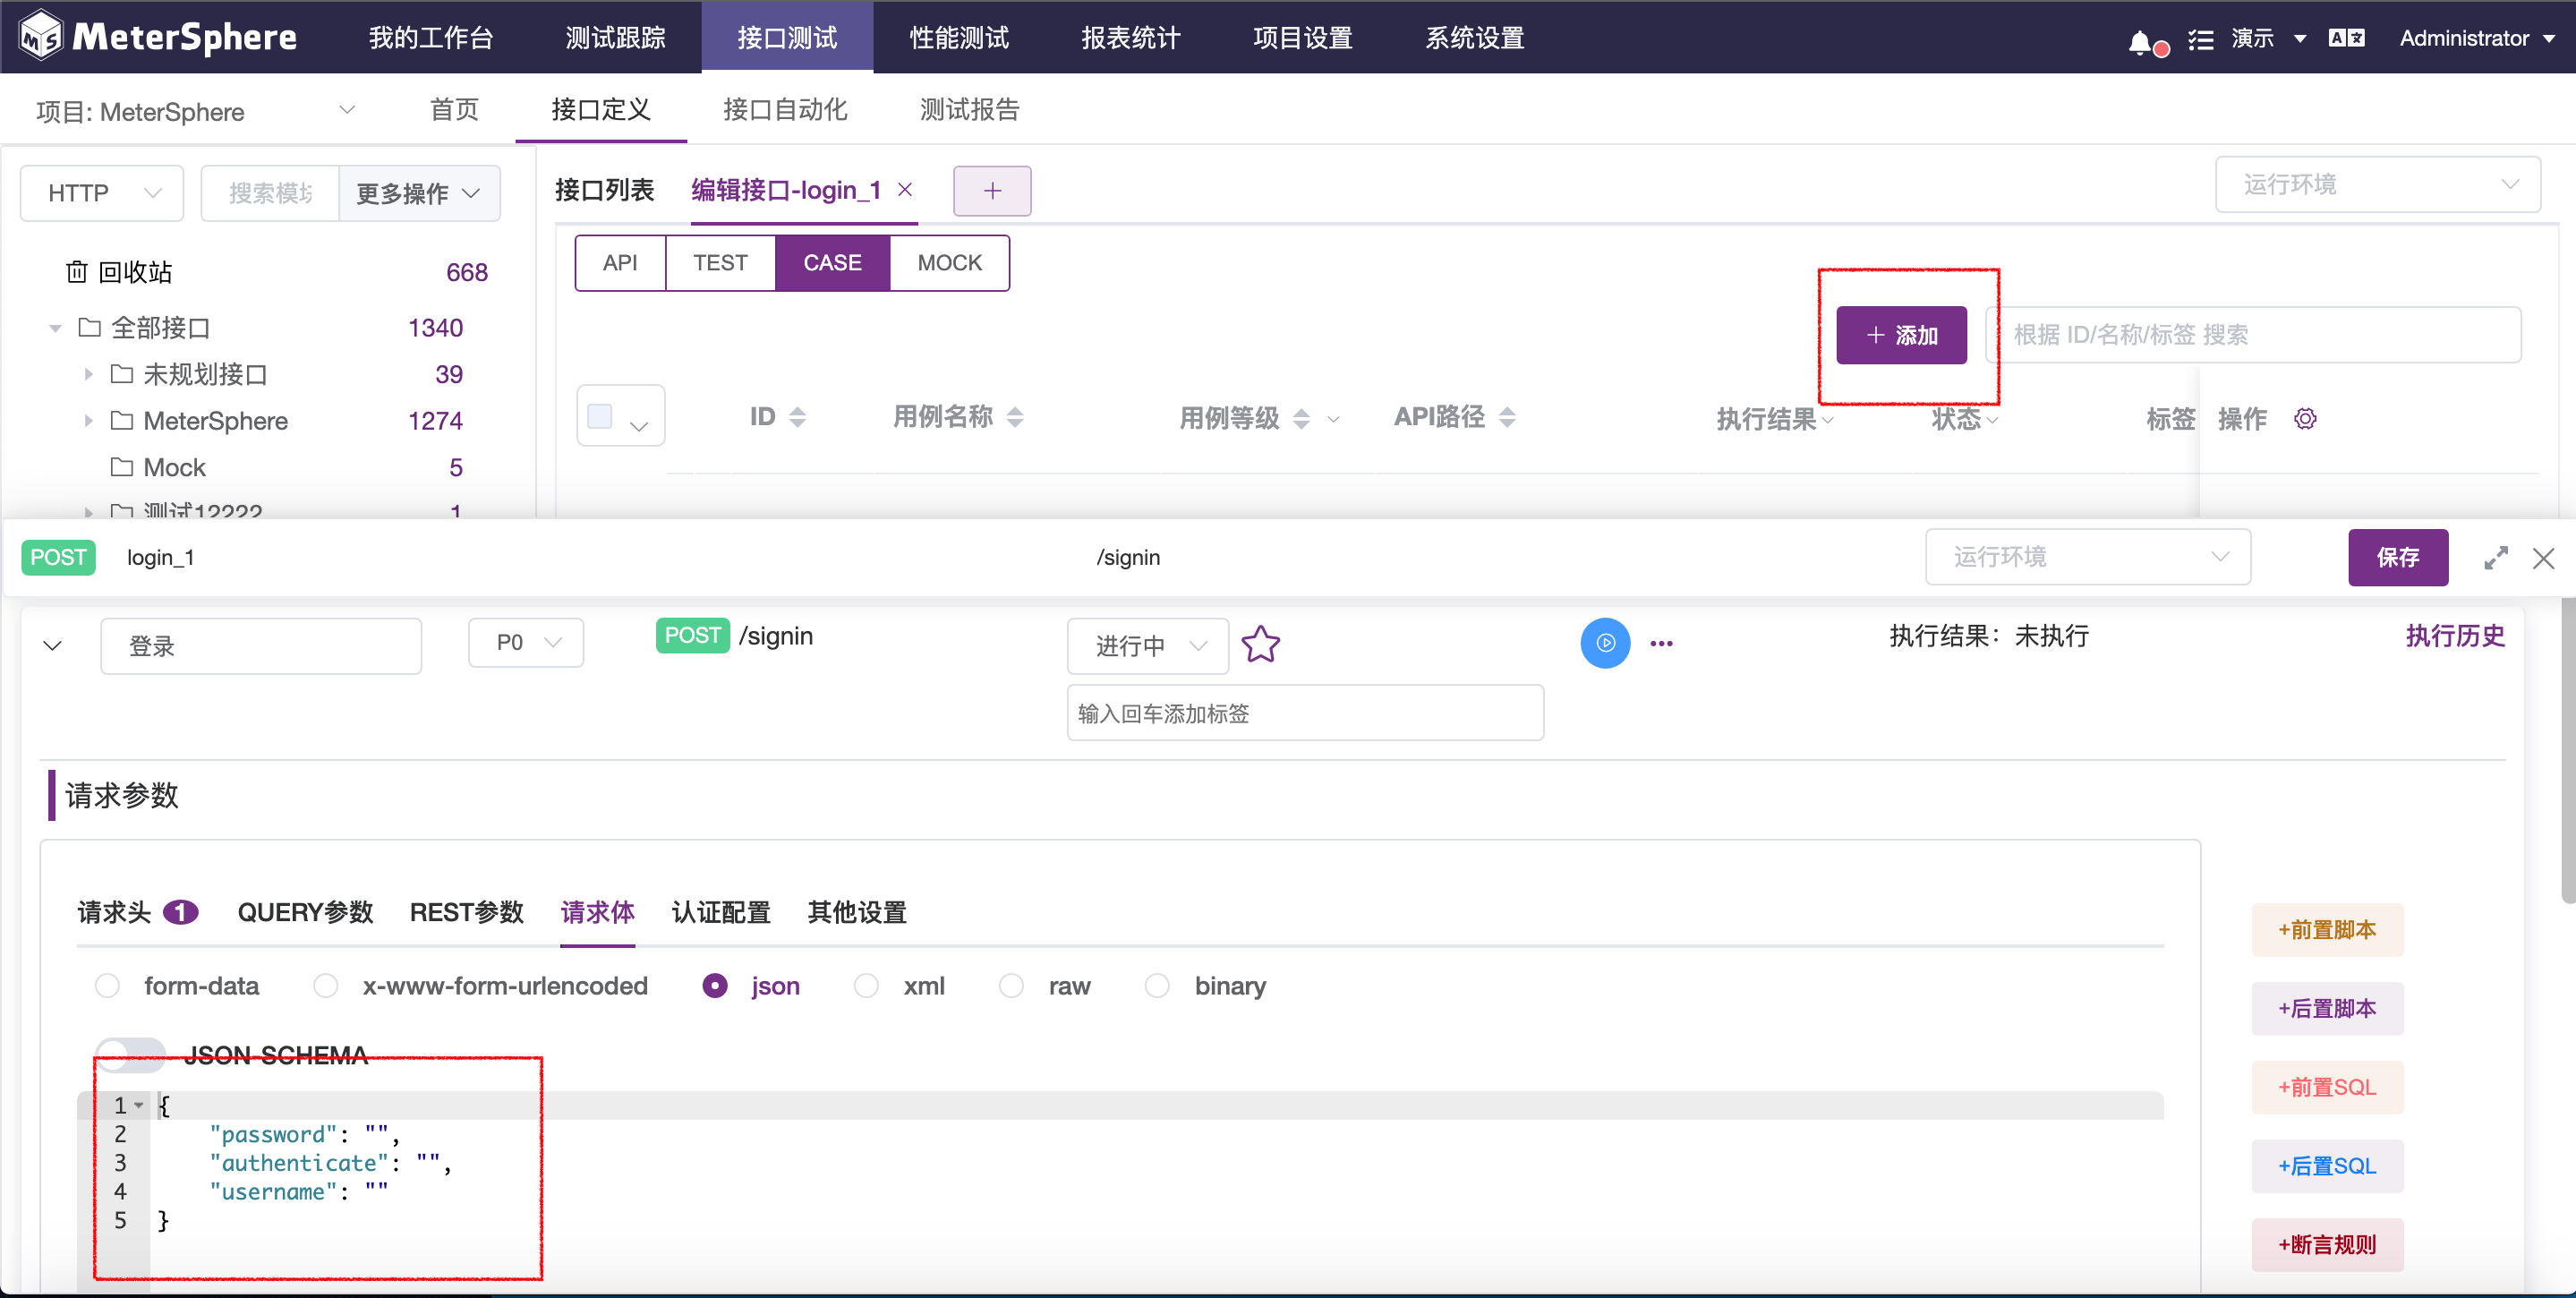 MeterSphere 我的工作台 测试跟踪 接口测试 性能测试 报表统计 项目设置 系统设置 演示 Administrator
项目: MeterSphere 首页 接口定义 接口自动化 测试报告
HTTP 搜索模块 更多操作 接口列表 编辑接口-login_1 运行环境
API TEST CASE MOCK
回收站 668
全部接口 1340
添加 根据 ID/名称/标签 搜索
未规划接口 39
MeterSphere 1274
ID 用例名称 用例等级 API路径 执行结果 状态 标签 操作
Mock 5
测试12222 1
POST login_1 /signin 运行环境 保存
登录 P0 POST /signin 进行中 执行结果：未执行 执行历史
输入回车添加标签
请求参数
请求头 1 QUERY参数 REST参数 请求体 认证配置 其他设置
form-data x-www-form-urlencoded json xml raw binary
JSON-SCHEMA
1 {
2 "password": "",
3 "authenticate": "",
4 "username": ""
5 }
+前置脚本
+后置脚本
+前置SQL
+后置SQL
+断言规则